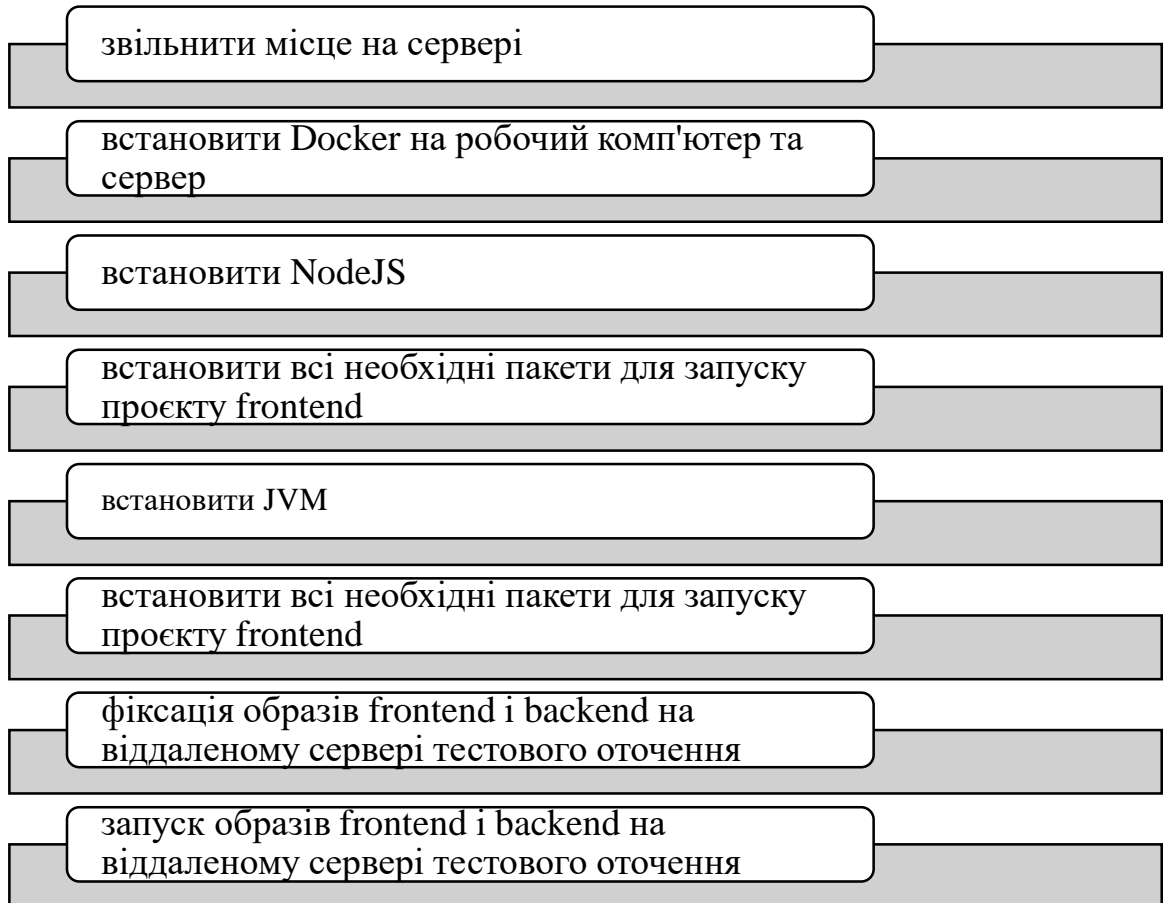 звільнити місце на сервері
встановити Docker на робочий комп'ютер та
сервер
встановити NodeJS
встановити всі необхідні пакети для запуску
проєкту frontend
встановити JVM
встановити всі необхідні пакети для запуску
проєкту frontend
фіксація образів frontend і backend на
віддаленому сервері тестового оточення
запуск образів frontend і backend на
віддаленому сервері тестового оточення